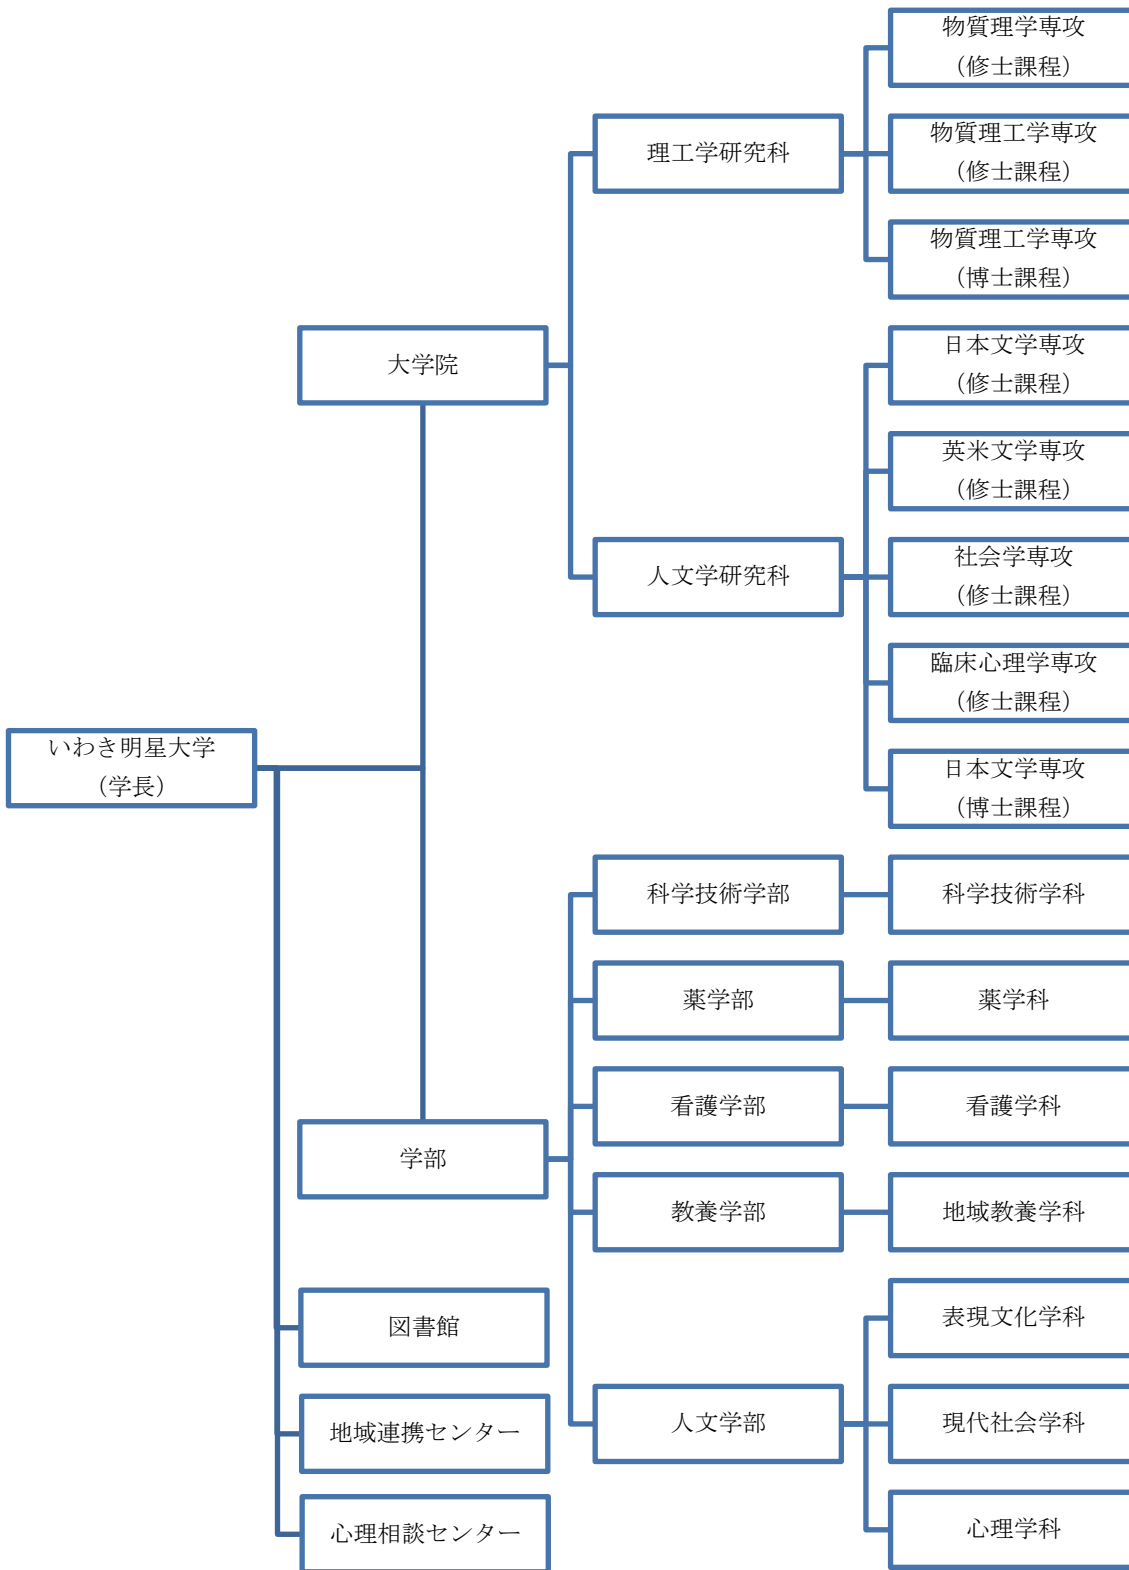 物質理学専攻
（修士課程）
理工学研究科
物質理工学専攻
（修士課程）
物質理工学専攻
（博士課程）
大学院
日本文学専攻
（修士課程）
英米文学専攻
（修士課程）
人文学研究科
社会学専攻
（修士課程）
臨床心理学専攻
（修士課程）
いわき明星大学
（学長）
日本文学専攻
（博士課程）
科学技術学部
科学技術学科
薬学部
薬学科
看護学部
看護学科
学部
教養学部
地域教養学科
図書館
表現文化学科
地域連携センター
人文学部
現代社会学科
心理相談センター
心理学科